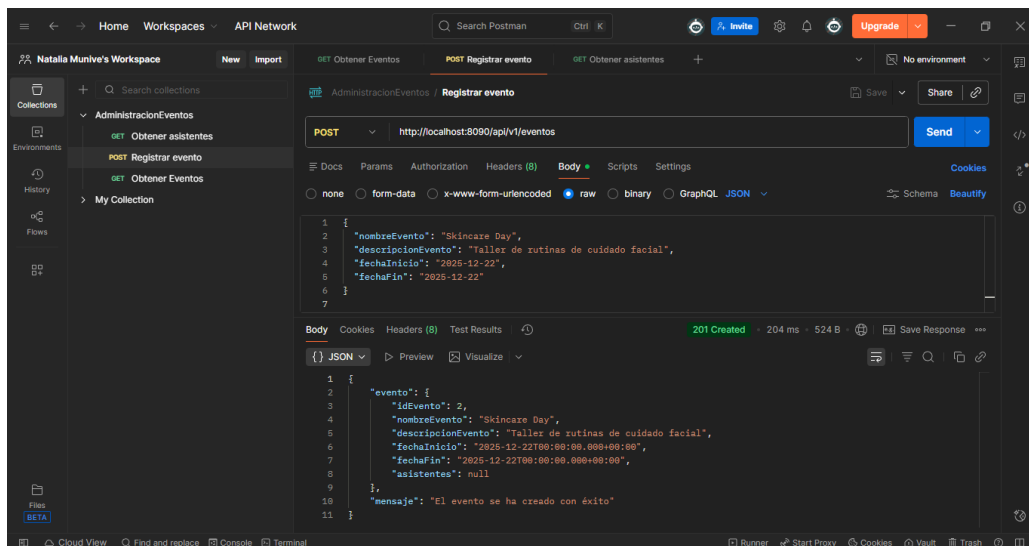 Home Workspaces API Network Search Postman Ctrl K Invite Upgrade
Natalia Munive's Workspace New Import GET Obtener Eventos POST Registrar evento GET Obtener asistentes No environment
Collections Search collections
AdministracionEventos / Registrar evento Save Share
AdministracionEventos
GET Obtener asistentes
POST Registrar evento
GET Obtener Eventos
My Collection
Environments
History
Flows
Files
BETA
POST http://localhost:8090/api/v1/eventos Send
Docs Params Authorization Headers (8) Body Scripts Settings Cookies
none form-data x-www-form-urlencoded raw binary GraphQL JSON Schema Beautify
1 {
2 "nombreEvento": "Skincare Day",
3 "descripcionEvento": "Taller de rutinas de cuidado facial",
4 "fechaInicio": "2025-12-22",
5 "fechaFin": "2025-12-22"
6 }
7
Body Cookies Headers (8) Test Results 201 Created 204 ms 524 B Save Response
{} JSON Preview Visualize
1 {
2 "evento": {
3 "idEvento": 2,
4 "nombreEvento": "Skincare Day",
5 "descripcionEvento": "Taller de rutinas de cuidado facial",
6 "fechaInicio": "2025-12-22T00:00:00.000+00:00",
7 "fechaFin": "2025-12-22T00:00:00.000+00:00",
8 "asistentes": null
9 },
10 "mensaje": "El evento se ha creado con éxito"
11 }
Cloud View Find and replace Console Terminal Runner Start Proxy Cookies Vault Trash